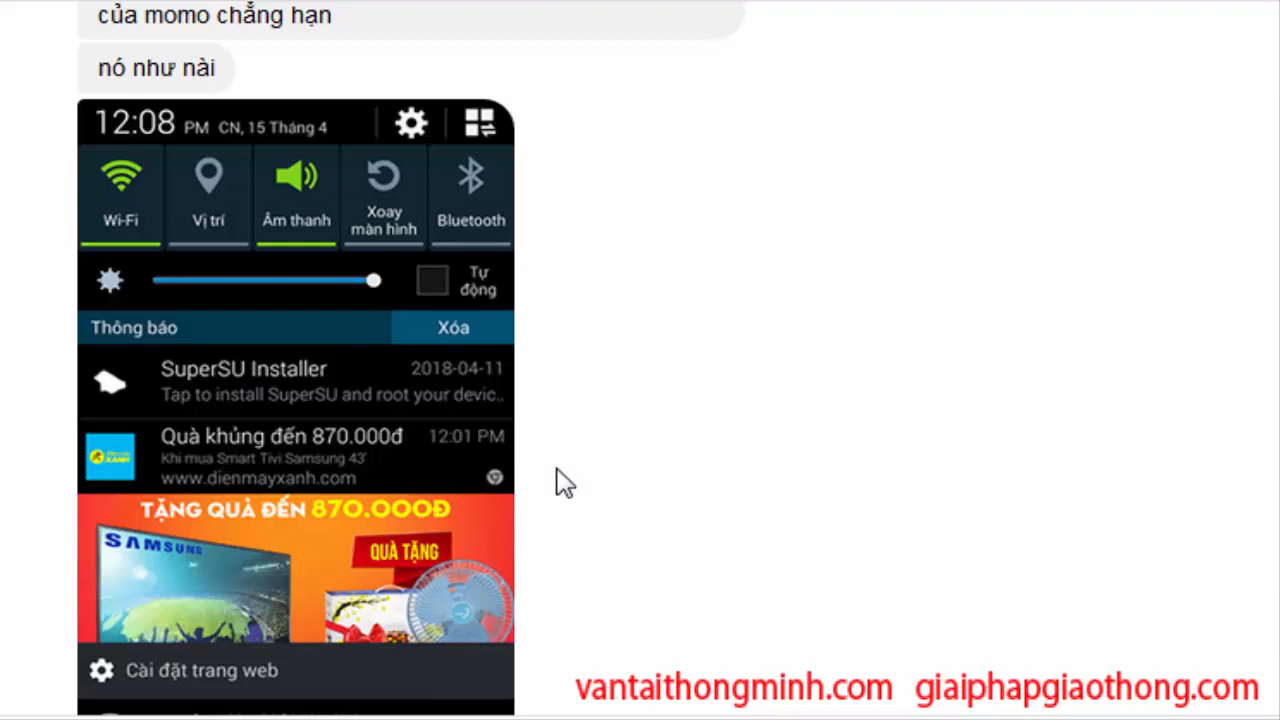 của momo chẳng hạn
nó như nài
12:08 PM CN, 15 Tháng 4
Wi-Fi
Vị trí
Âm thanh
Xoay
màn hình
Bluetooth
Tự
động
Thông báo
Xóa
SuperSU Installer 2018-04-11
Tap to install SuperSU and root your devic..
Quà khủng đến 870.000đ 12:01 PM
Khi mua Smart Tivi Samsung 43'
www.dienmayxanh.com
XANH
TẶNG QUÀ ĐẾN 870.000Đ
SAMSUNG
QUÀ TẶNG
Cài đặt trang web
vantaithongminh.com giaiphapgiaothong.com